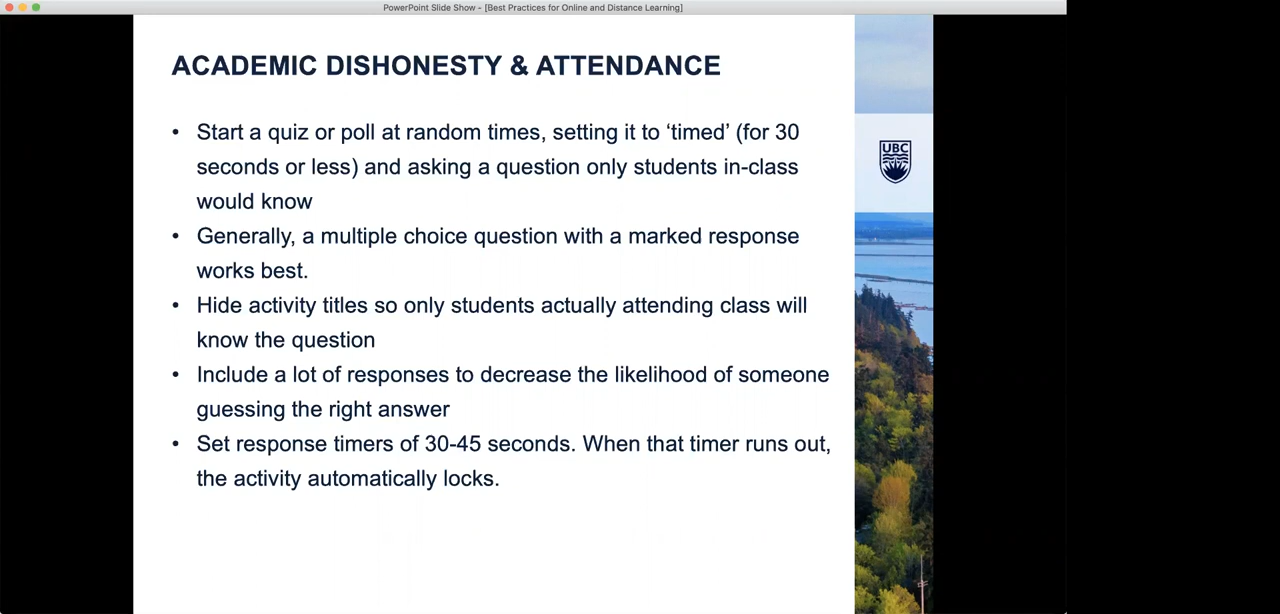 PowerPoint Slide Show - [Best Practices for Online and Distance Learning]
ACADEMIC DISHONESTY & ATTENDANCE
• Start a quiz or poll at random times, setting it to ‘timed’ (for 30
seconds or less) and asking a question only students in-class
would know
• Generally, a multiple choice question with a marked response
works best.
• Hide activity titles so only students actually attending class will
know the question
• Include a lot of responses to decrease the likelihood of someone
guessing the right answer
• Set response timers of 30-45 seconds. When that timer runs out,
the activity automatically locks.
UBC